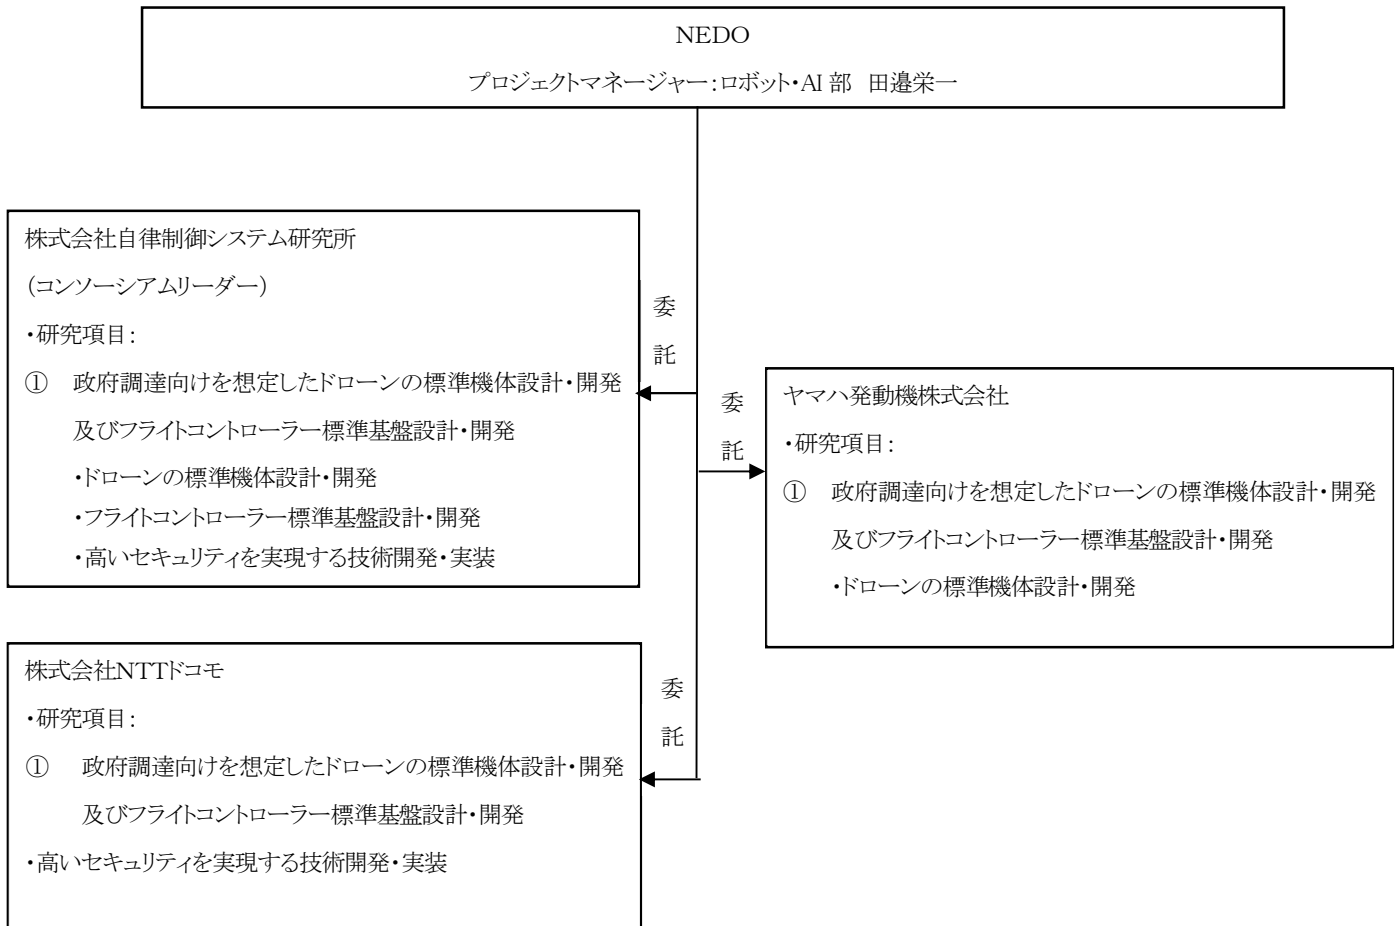 NEDO
プロジェクトマネージャー：ロボット・AI 部　田邉栄一
株式会社自律制御システム研究所
（コンソーシアムリーダー）
・研究項目：
①　政府調達向けを想定したドローンの標準機体設計・開発
及びフライトコントローラー標準基盤設計・開発
・ドローンの標準機体設計・開発
・フライトコントローラー標準基盤設計・開発
・高いセキュリティを実現する技術開発・実装
委託
委託
ヤマハ発動機株式会社
・研究項目：
①　政府調達向けを想定したドローンの標準機体設計・開発
及びフライトコントローラー標準基盤設計・開発
・ドローンの標準機体設計・開発
株式会社NTTドコモ
・研究項目：
①　政府調達向けを想定したドローンの標準機体設計・開発
及びフライトコントローラー標準基盤設計・開発
・高いセキュリティを実現する技術開発・実装
委託